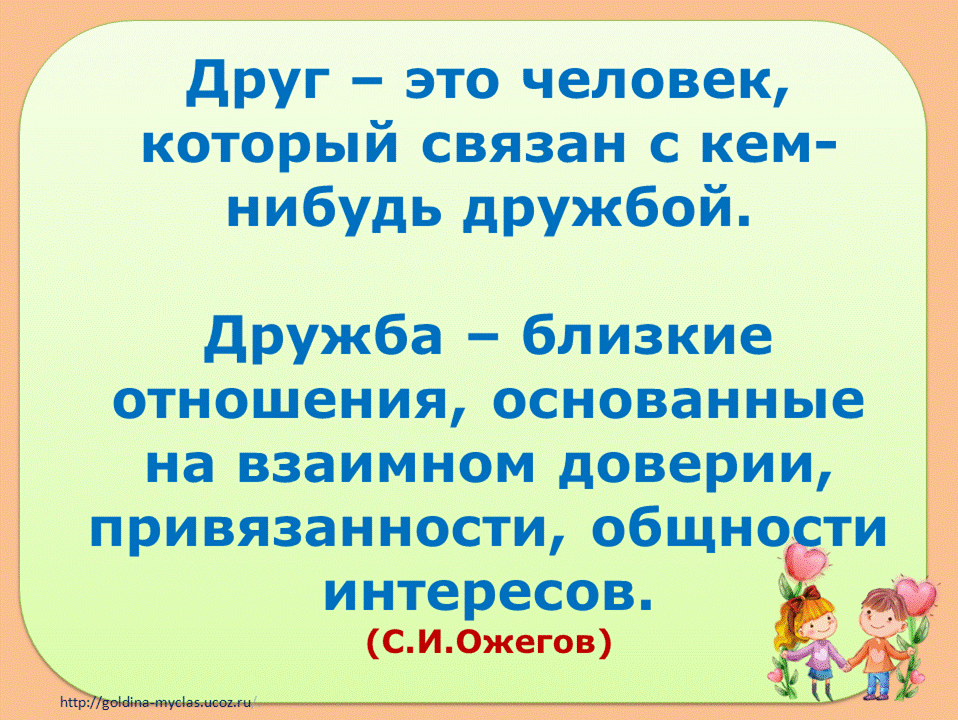 Друг – это человек,
который связан с кем-
нибудь дружбой.
Дружба – близкие
отношения, основанные
на взаимном доверии,
привязанности, общности
интересов.
(С.И.Ожегов)
http://goldina-myclas.ucoz.ru/